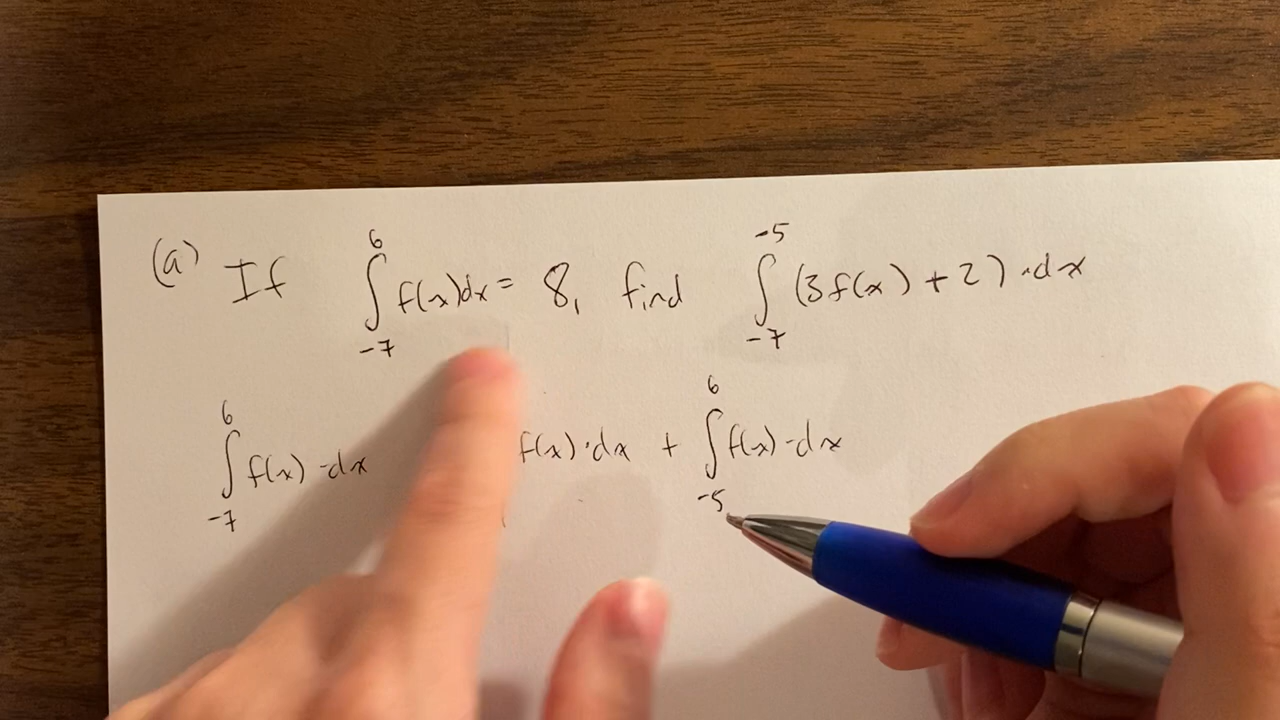 (a) If ∫_{-7}^{6} f(x)dx = 8, find ∫_{-7}^{-5} (3f(x) + 2) · dx
∫_{-7}^{6} f(x) · dx f(x) · dx + ∫_{-5}^{6} f(x) · dx